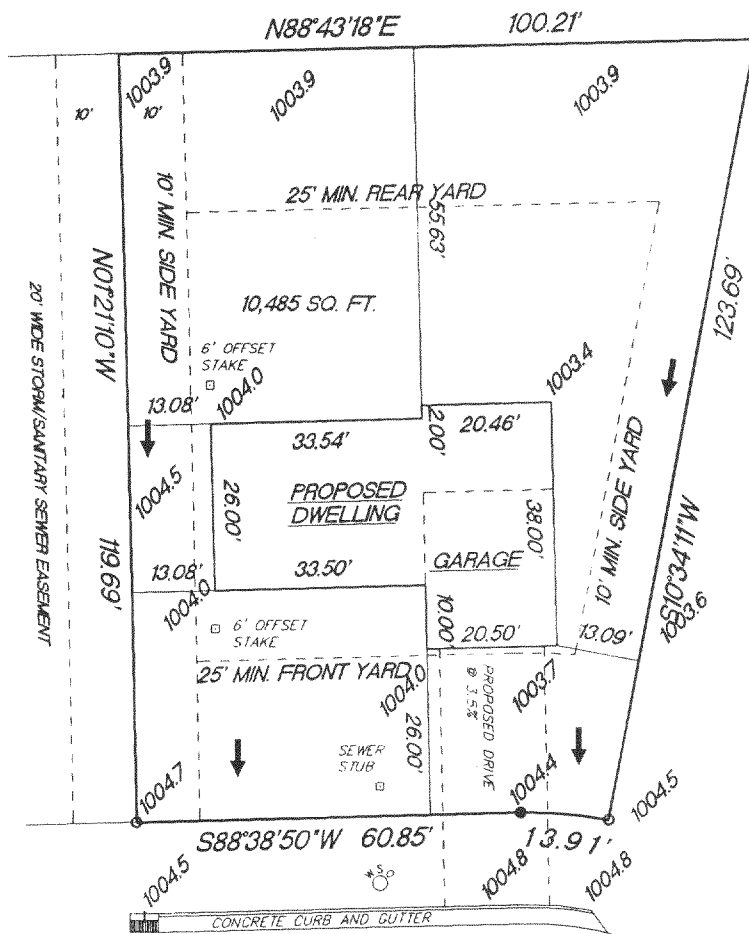 N88°43'18"E 100.21'
1003.9
1003.9
1003.9
10'
10'
25' MIN. REAR YARD
10' MIN. SIDE YARD
55.63'
N01°21'10"W
20' WIDE STORM/SANITARY SEWER EASEMENT
10,485 SQ. FT.
123.69'
6' OFFSET
STAKE
1004.0
1003.4
13.08'
33.54'
2.00'
20.46'
1004.5
26.00'
PROPOSED
DWELLING
38.00'
10' MIN. SIDE YARD
S10°34'11"W
119.69'
GARAGE
13.08'
33.50'
1004.0
10.00'
20.50'
13.09'
1003.6
6' OFFSET
STAKE
25' MIN. FRONT YARD
1004.0
26.00'
PROPOSED DRIVE
@ 3.5%
1003.7
SEWER
STUB
1004.7
1004.4
1004.5
S88°38'50"W 60.85'
13.91'
1004.5
W S O
1004.8
1004.8
CONCRETE CURB AND GUTTER